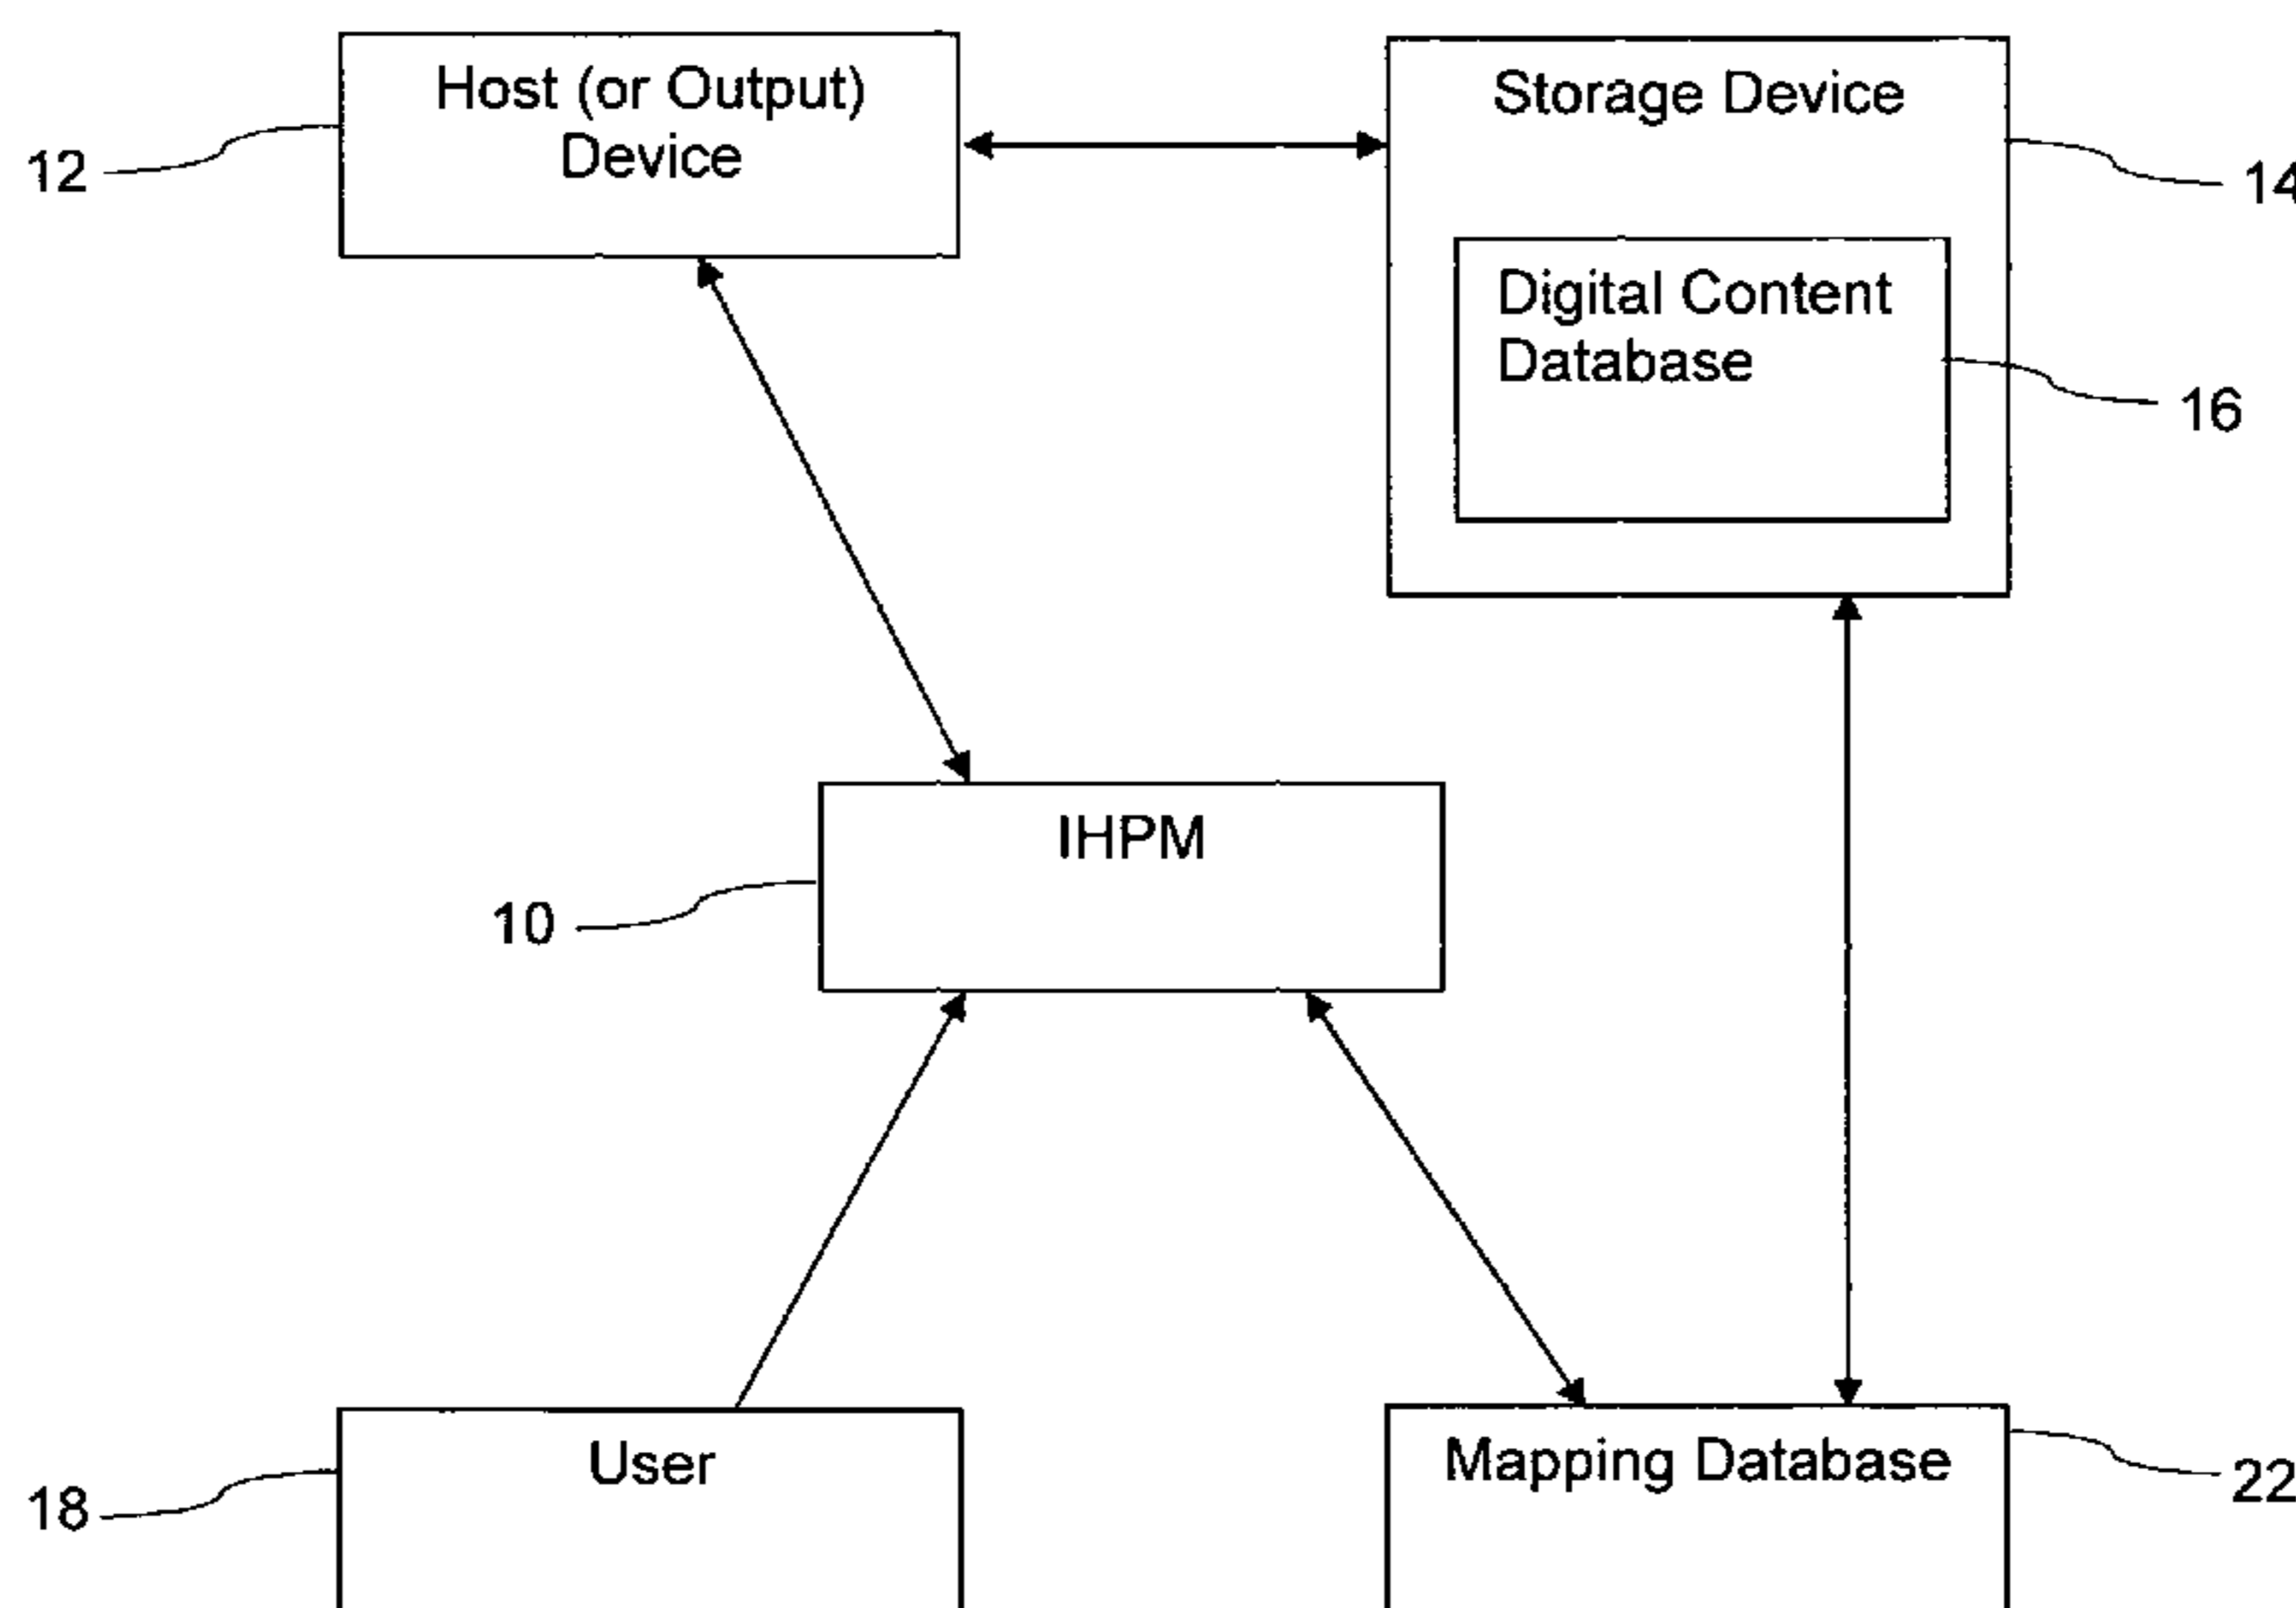 Host (or Output)
Device
12
Storage Device
14
Digital Content
Database
16
IHPM
10
User
18
Mapping Database
22